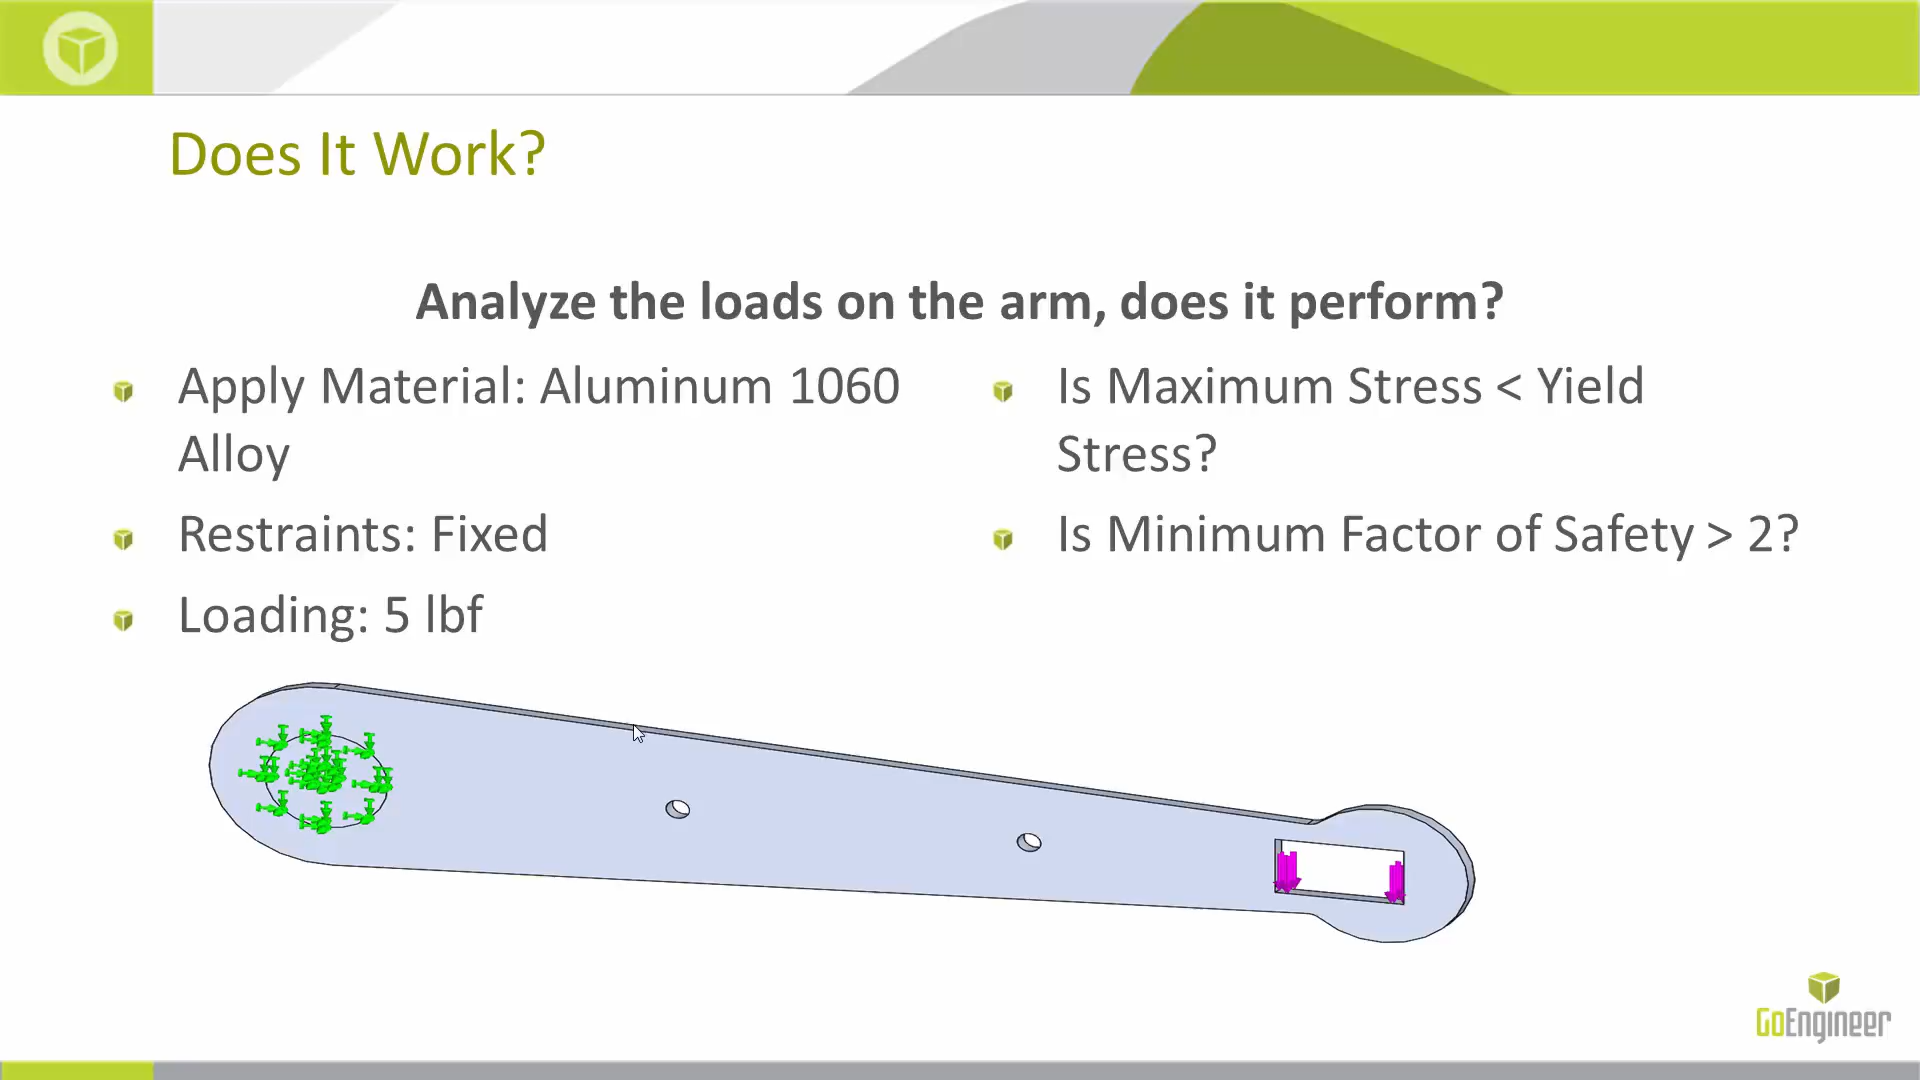 Does It Work?
Analyze the loads on the arm, does it perform?
Apply Material: Aluminum 1060
Alloy
Restraints: Fixed
Loading: 5 lbf
Is Maximum Stress < Yield
Stress?
Is Minimum Factor of Safety > 2?
GoEngineer